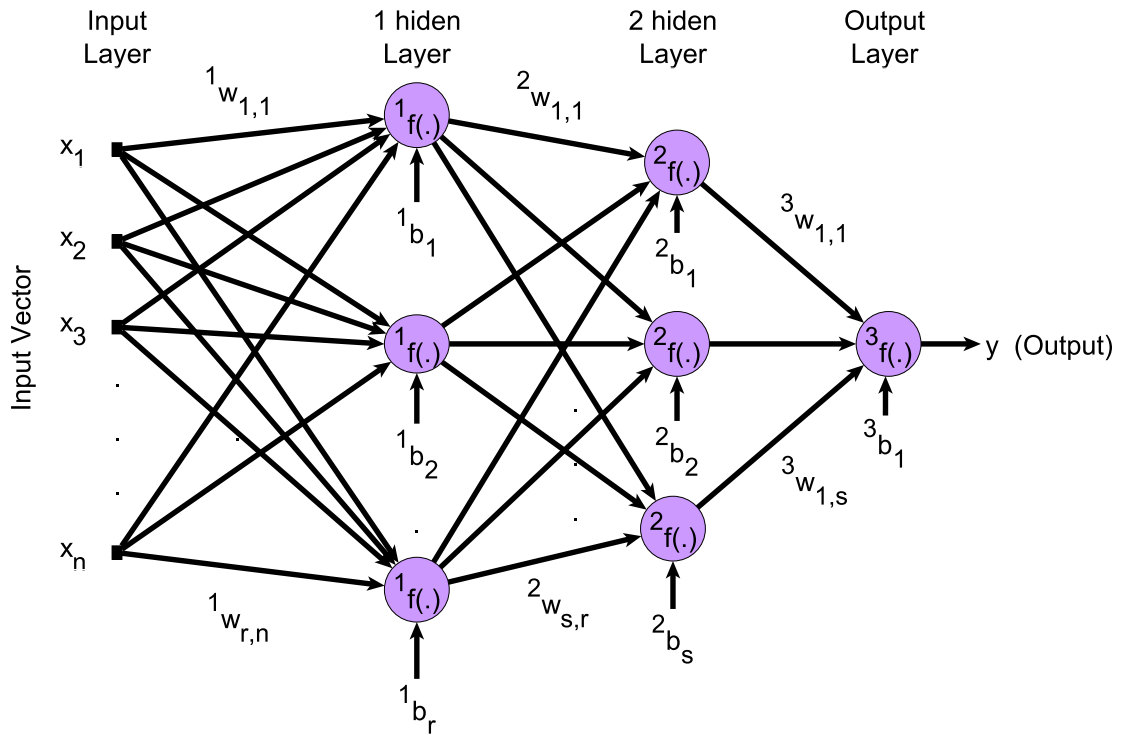 Input
Layer
1 hiden
Layer
2 hiden
Layer
Output
Layer
¹w₁,₁
²w₁,₁
³w₁,₁
x₁
x₂
x₃
xₙ
Input Vector
¹f(.)
¹f(.)
¹f(.)
¹b₁
¹b₂
¹bᵣ
²f(.)
²f(.)
²f(.)
²b₁
²b₂
²bₛ
³f(.)
³b₁
y (Output)
³w₁,ₛ
¹wᵣ,ₙ
²wₛ,ᵣ